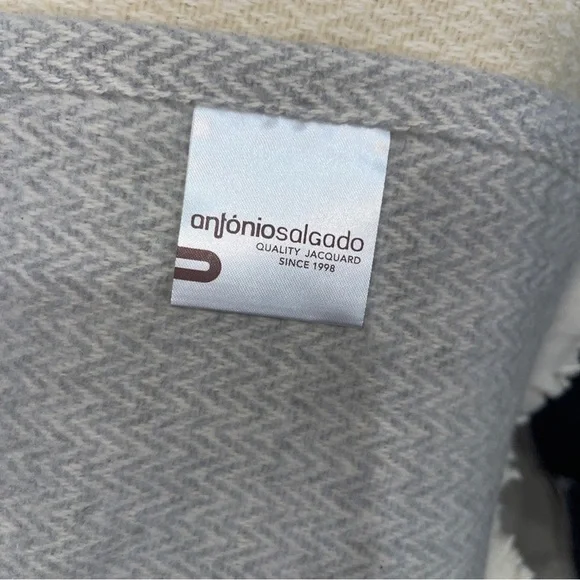 antóniosalgado
QUALITY JACQUARD
SINCE 1998